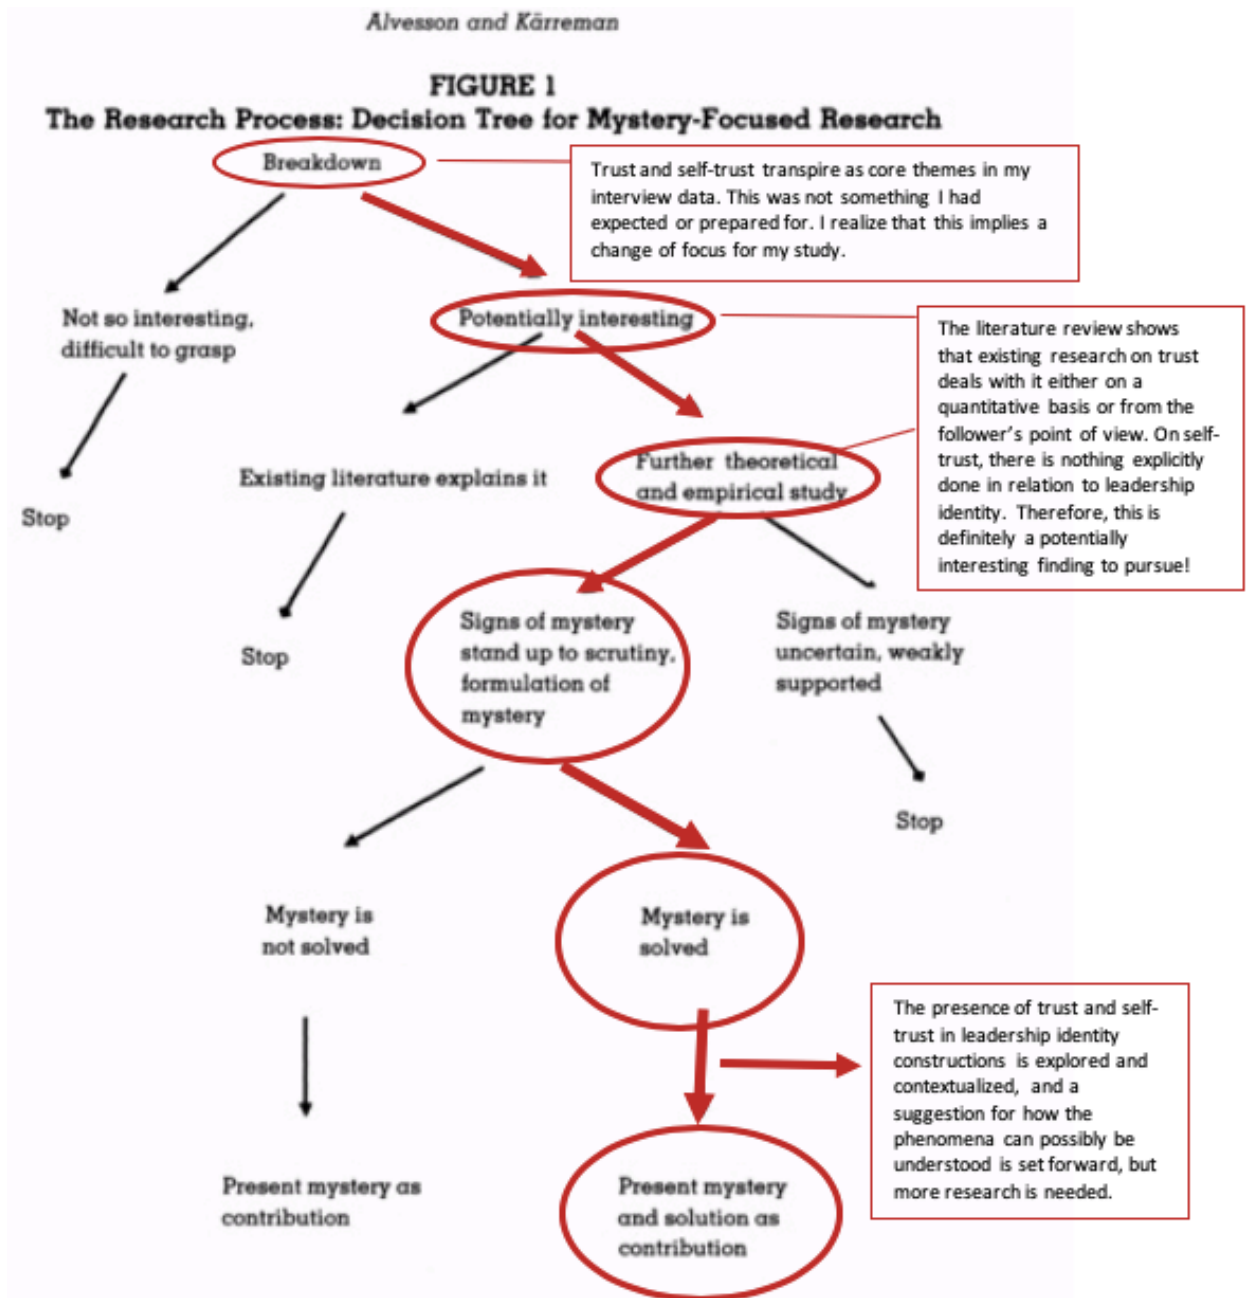 Alvesson and Kärreman
FIGURE 1
The Research Process: Decision Tree for Mystery-Focused Research
Breakdown
Trust and self-trust transpire as core themes in my
interview data. This was not something I had
expected or prepared for. I realize that this implies a
change of focus for my study.
Not so interesting,
difficult to grasp
Potentially interesting
The literature review shows
that existing research on trust
deals with it either on a
quantitative basis or from the
follower's point of view. On self-
trust, there is nothing explicitly
done in relation to leadership
identity. Therefore, this is
definitely a potentially
interesting finding to pursue!
Stop
Existing literature explains it
Further theoretical
and empirical study
Stop
Signs of mystery
stand up to scrutiny,
formulation of
mystery
Signs of mystery
uncertain, weakly
supported
Stop
Mystery is
not solved
Mystery is
solved
The presence of trust and self-
trust in leadership identity
constructions is explored and
contextualized, and a
suggestion for how the
phenomena can possibly be
understood is set forward, but
more research is needed.
Present mystery as
contribution
Present mystery
and solution as
contribution